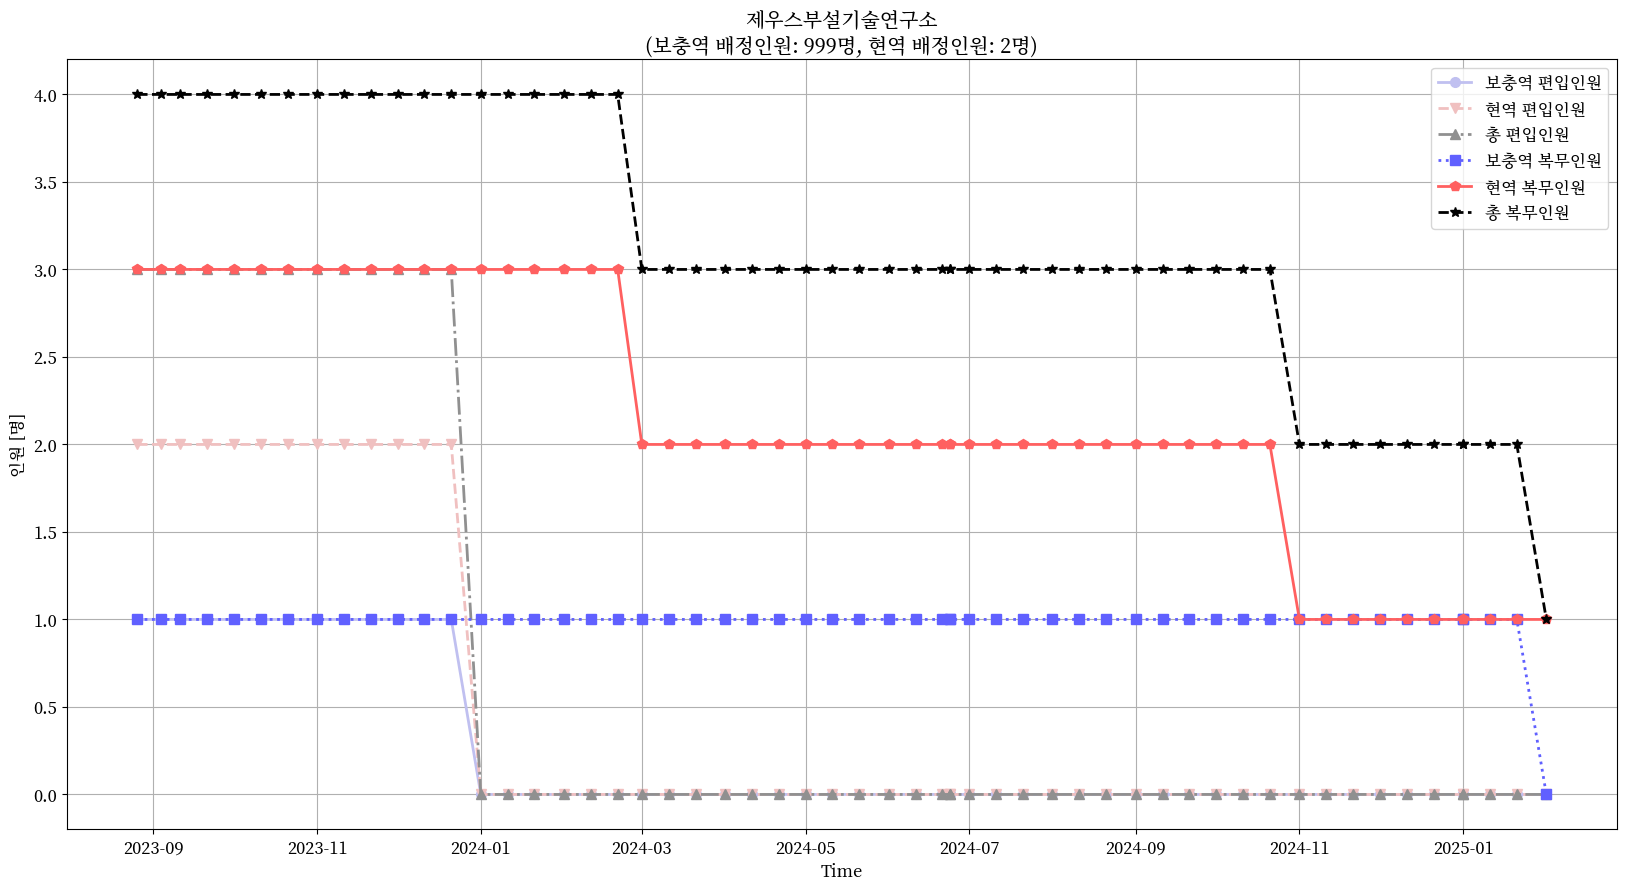 제우스부설기술연구소
(보충역 배정인원: 999명, 현역 배정인원: 2명)
보충역 편입인원
현역 편입인원
총 편입인원
보충역 복무인원
현역 복무인원
총 복무인원
인원 [명]
4.0
3.5
3.0
2.5
2.0
1.5
1.0
0.5
0.0
2023-09
2023-11
2024-01
2024-03
2024-05
2024-07
2024-09
2024-11
2025-01
Time